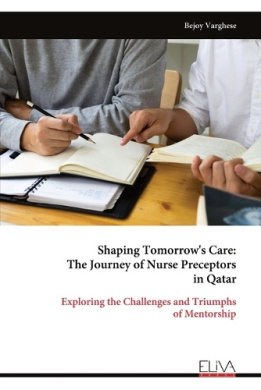 Bejoy Varghese
Shaping Tomorrow's Care:
The Journey of Nurse Preceptors
in Qatar
Exploring the Challenges and Triumphs
of Mentorship
ELIVA
PRESS